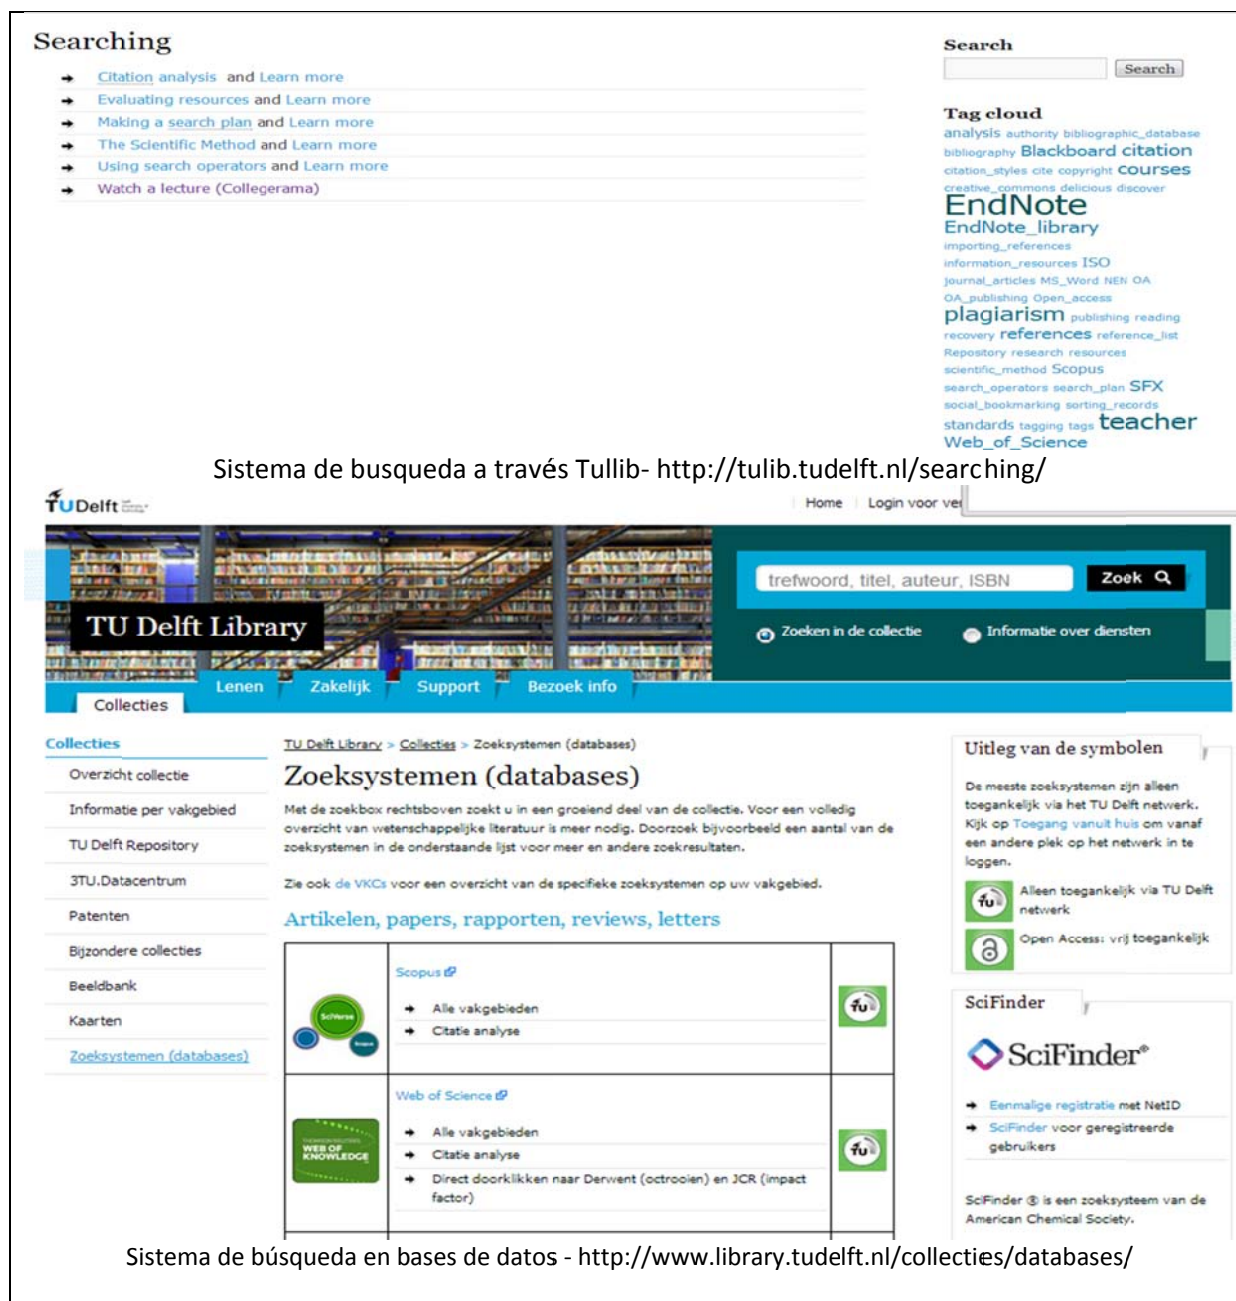 Searching
Citation analysis and Learn more
Evaluating resources and Learn more
Making a search plan and Learn more
The Scientific Method and Learn more
Using search operators and Learn more
Watch a lecture (Collegerama)
Search
Search
Tag cloud
analysis authority bibliographic_database
bibliography Blackboard citation
citation_styles cite copyright courses
creative_commons delicious discover
EndNote
EndNote_library
importing_references
information_resources ISO
journal_articles MS_Word NEN OA
OA_publishing Open_access
plagiarism publishing reading
recovery references reference_list
Repository research resources
scientific_method Scopus
search_operators search_plan SFX
social_bookmarking sorting_records
standards tagging tags teacher
Web_of_Science
Sistema de busqueda a través Tullib- http://tulib.tudelft.nl/searching/
TUDelft
Home Login voor ver
TU Delft Library
trefwoord, titel, auteur, ISBN Zoek
Zoeken in de collectie Informatie over diensten
Collecties Lenen Zakelijk Support Bezoek info
Collecties
Overzicht collectie
Informatie per vakgebied
TU Delft Repository
3TU.Datacentrum
Patenten
Bijzondere collecties
Beeldbank
Kaarten
Zoeksystemen (databases)
TU Delft Library > Collecties > Zoeksystemen (databases)
Zoeksystemen (databases)
Met de zoekbox rechtsboven zoekt u in een groeiend deel van de collectie. Voor een volledig
overzicht van wetenschappelijke literatuur is meer nodig. Doorzoek bijvoorbeeld een aantal van de
zoeksystemen in de onderstaande lijst voor meer en andere zoekresultaten.
Zie ook de VKCs voor een overzicht van de specifieke zoeksystemen op uw vakgebied.
Artikelen, papers, rapporten, reviews, letters
SciVerse
Scopus
Scopus
Alle vakgebieden
Citatie analyse
TU
THOMSON REUTERS
WEB OF
KNOWLEDGE
Web of Science
Alle vakgebieden
Citatie analyse
Direct doorklikken naar Derwent (octrooien) en JCR (impact
factor)
TU
Uitleg van de symbolen
De meeste zoeksystemen zijn alleen
toegankelijk via het TU Delft netwerk.
Kijk op Toegang vanuit huis om vanaf
een andere plek op het netwerk in te
loggen.
TU
Alleen toegankelijk via TU Delft
netwerk
Open Access: vrij toegankelijk
SciFinder
SciFinder®
Eenmalige registratie met NetID
SciFinder voor geregistreerde
gebruikers
SciFinder ® is een zoeksysteem van de
American Chemical Society.
Sistema de búsqueda en bases de datos - http://www.library.tudelft.nl/collecties/databases/